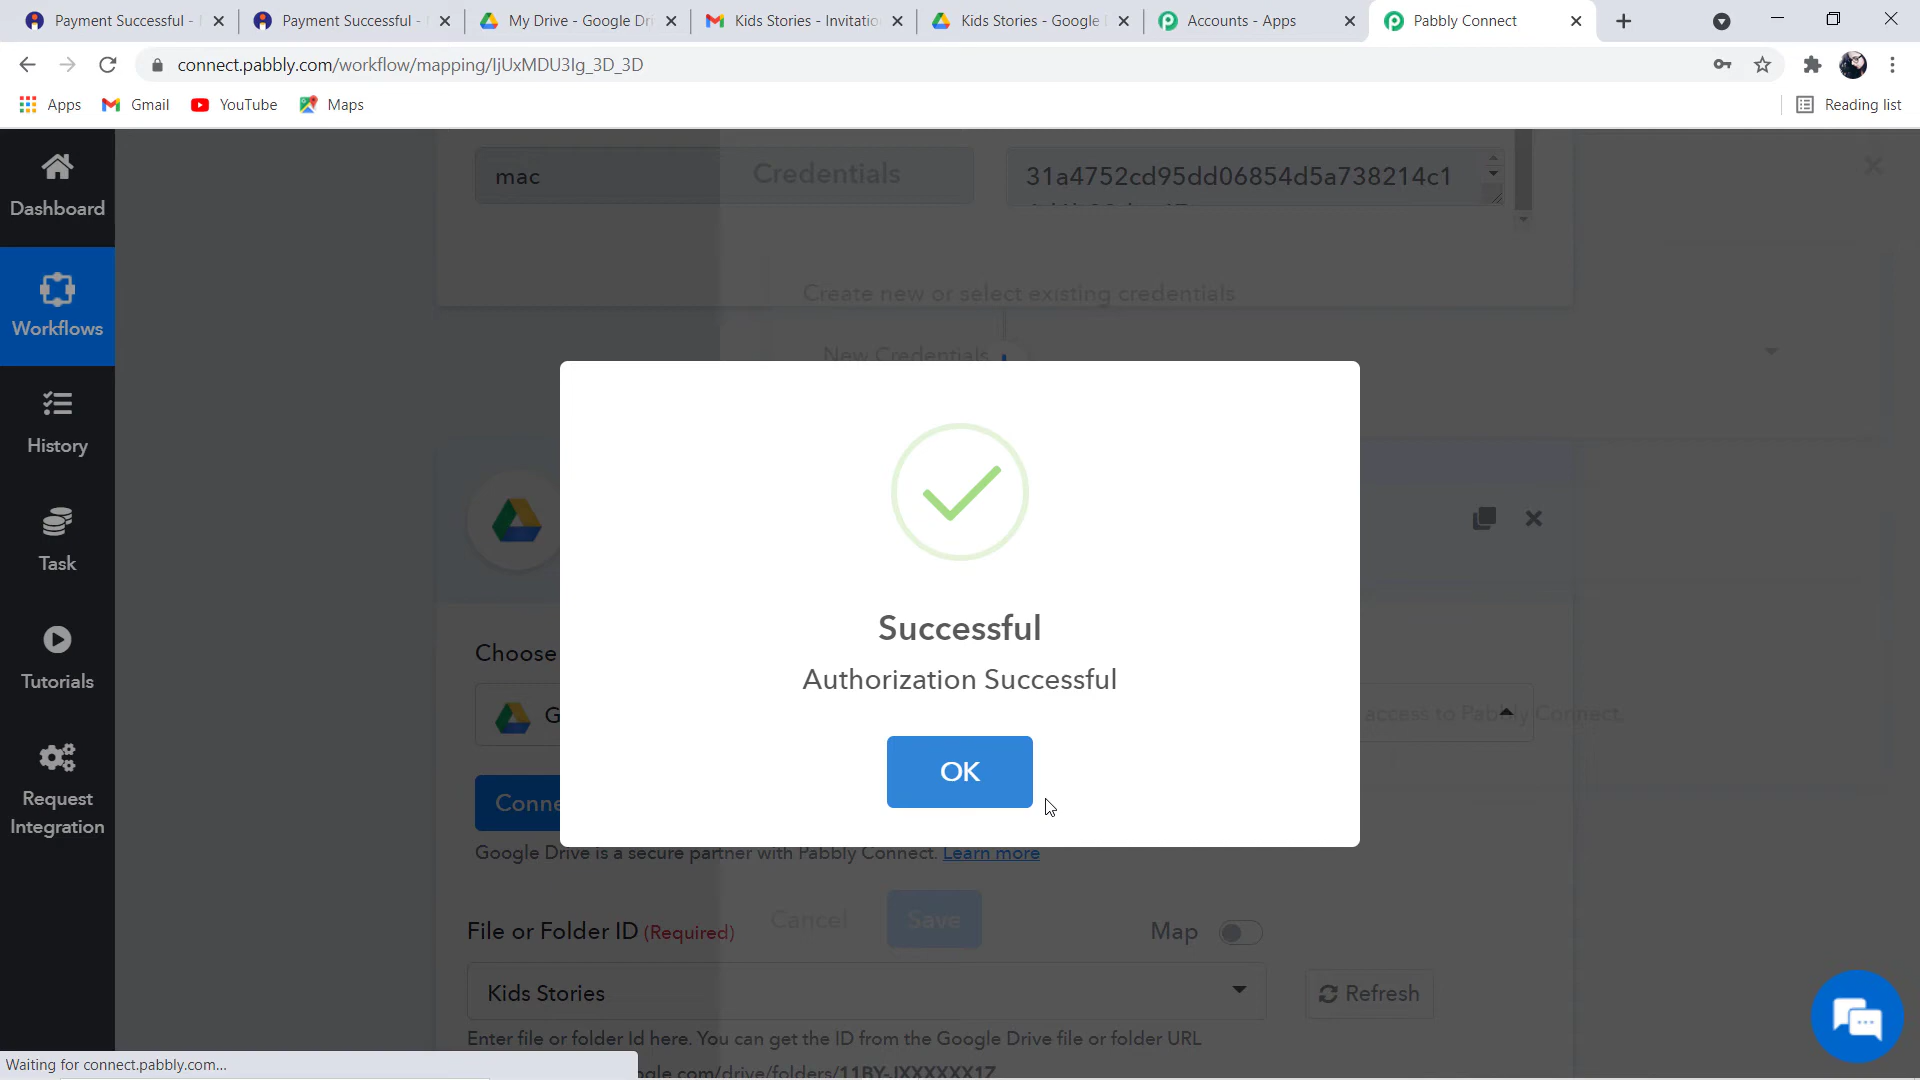 Payment Successful -
Payment Successful -
My Drive - Google Dri
Kids Stories - Invitatio
Kids Stories - Google
Accounts - Apps
Pabbly Connect
connect.pabbly.com/workflow/mapping/IjUxMDU3Ig_3D_3D
Apps
Gmail
YouTube
Maps
Reading list
Dashboard
Workflows
History
Task
Tutorials
Request
Integration
mac
Credentials
31a4752cd95dd06854d5a738214c1
Create new or select existing credentials
New Credentials
Successful
Authorization Successful
OK
Choose
G
access to Pabbly Connect.
Conne
Google Drive is a secure partner with Pabbly Connect. Learn more
Cancel
Save
File or Folder ID (Required)
Map
Kids Stories
Refresh
Enter file or folder Id here. You can get the ID from the Google Drive file or folder URL
ogle.com/drive/folders/11BY-JXXXXXX1Z
Waiting for connect.pabbly.com...